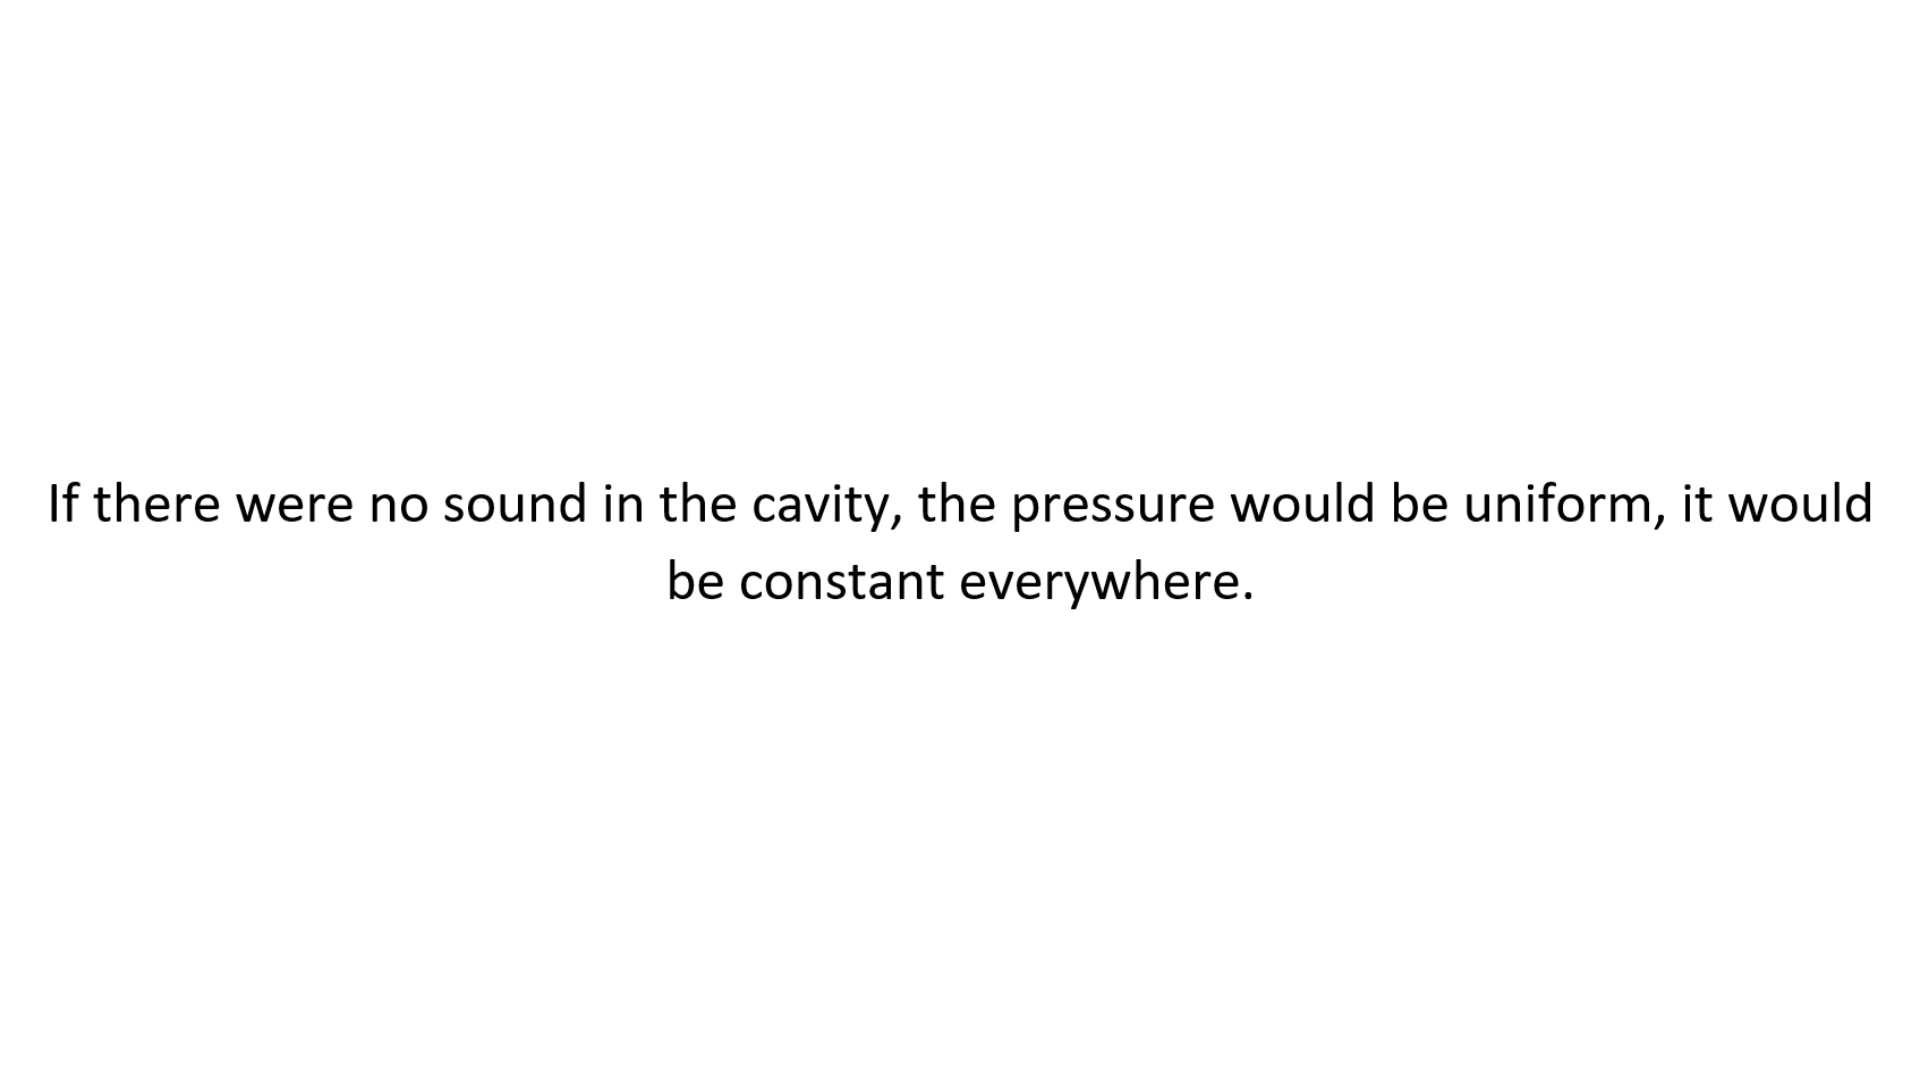 If there were no sound in the cavity, the pressure would be uniform, it would
be constant everywhere.